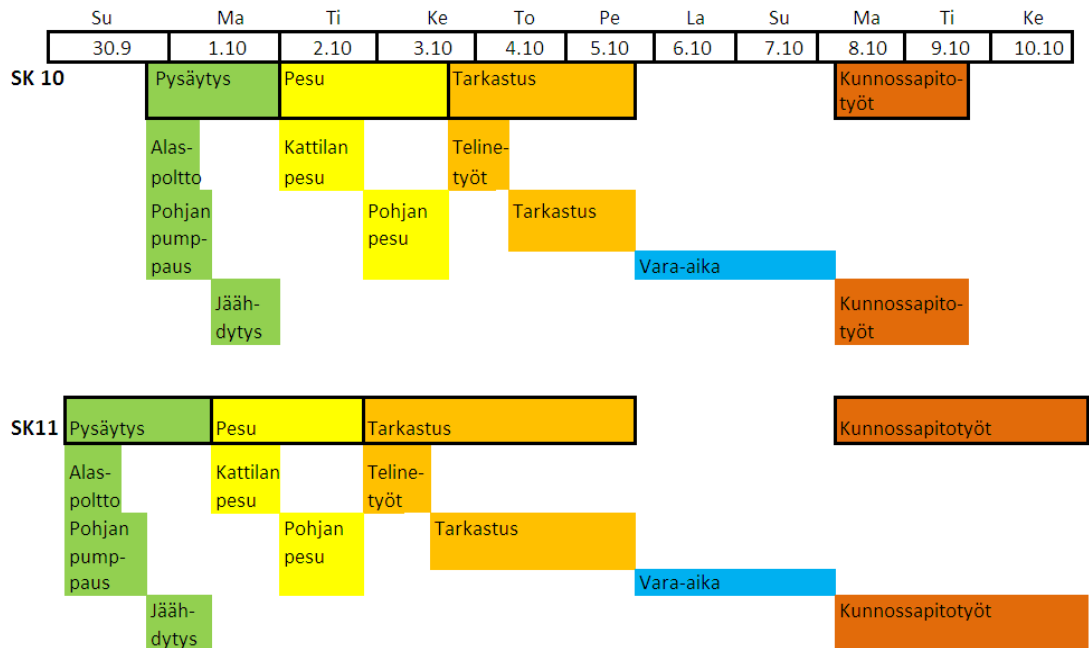 Su Ma Ti Ke To Pe La Su Ma Ti Ke
30.9 1.10 2.10 3.10 4.10 5.10 6.10 7.10 8.10 9.10 10.10
SK 10
Pysäytys
Pesu
Tarkastus
Kunnossapito-
työt
Alas-
poltto
Kattilan
pesu
Teline-
työt
Pohjan
pump-
paus
Pohjan
pesu
Tarkastus
Vara-aika
Jääh-
dytys
Kunnossapito-
työt
SK11
Pysäytys
Pesu
Tarkastus
Kunnossapitotyöt
Alas-
poltto
Kattilan
pesu
Teline-
työt
Pohjan
pump-
paus
Pohjan
pesu
Tarkastus
Vara-aika
Jääh-
dytys
Kunnossapitotyöt